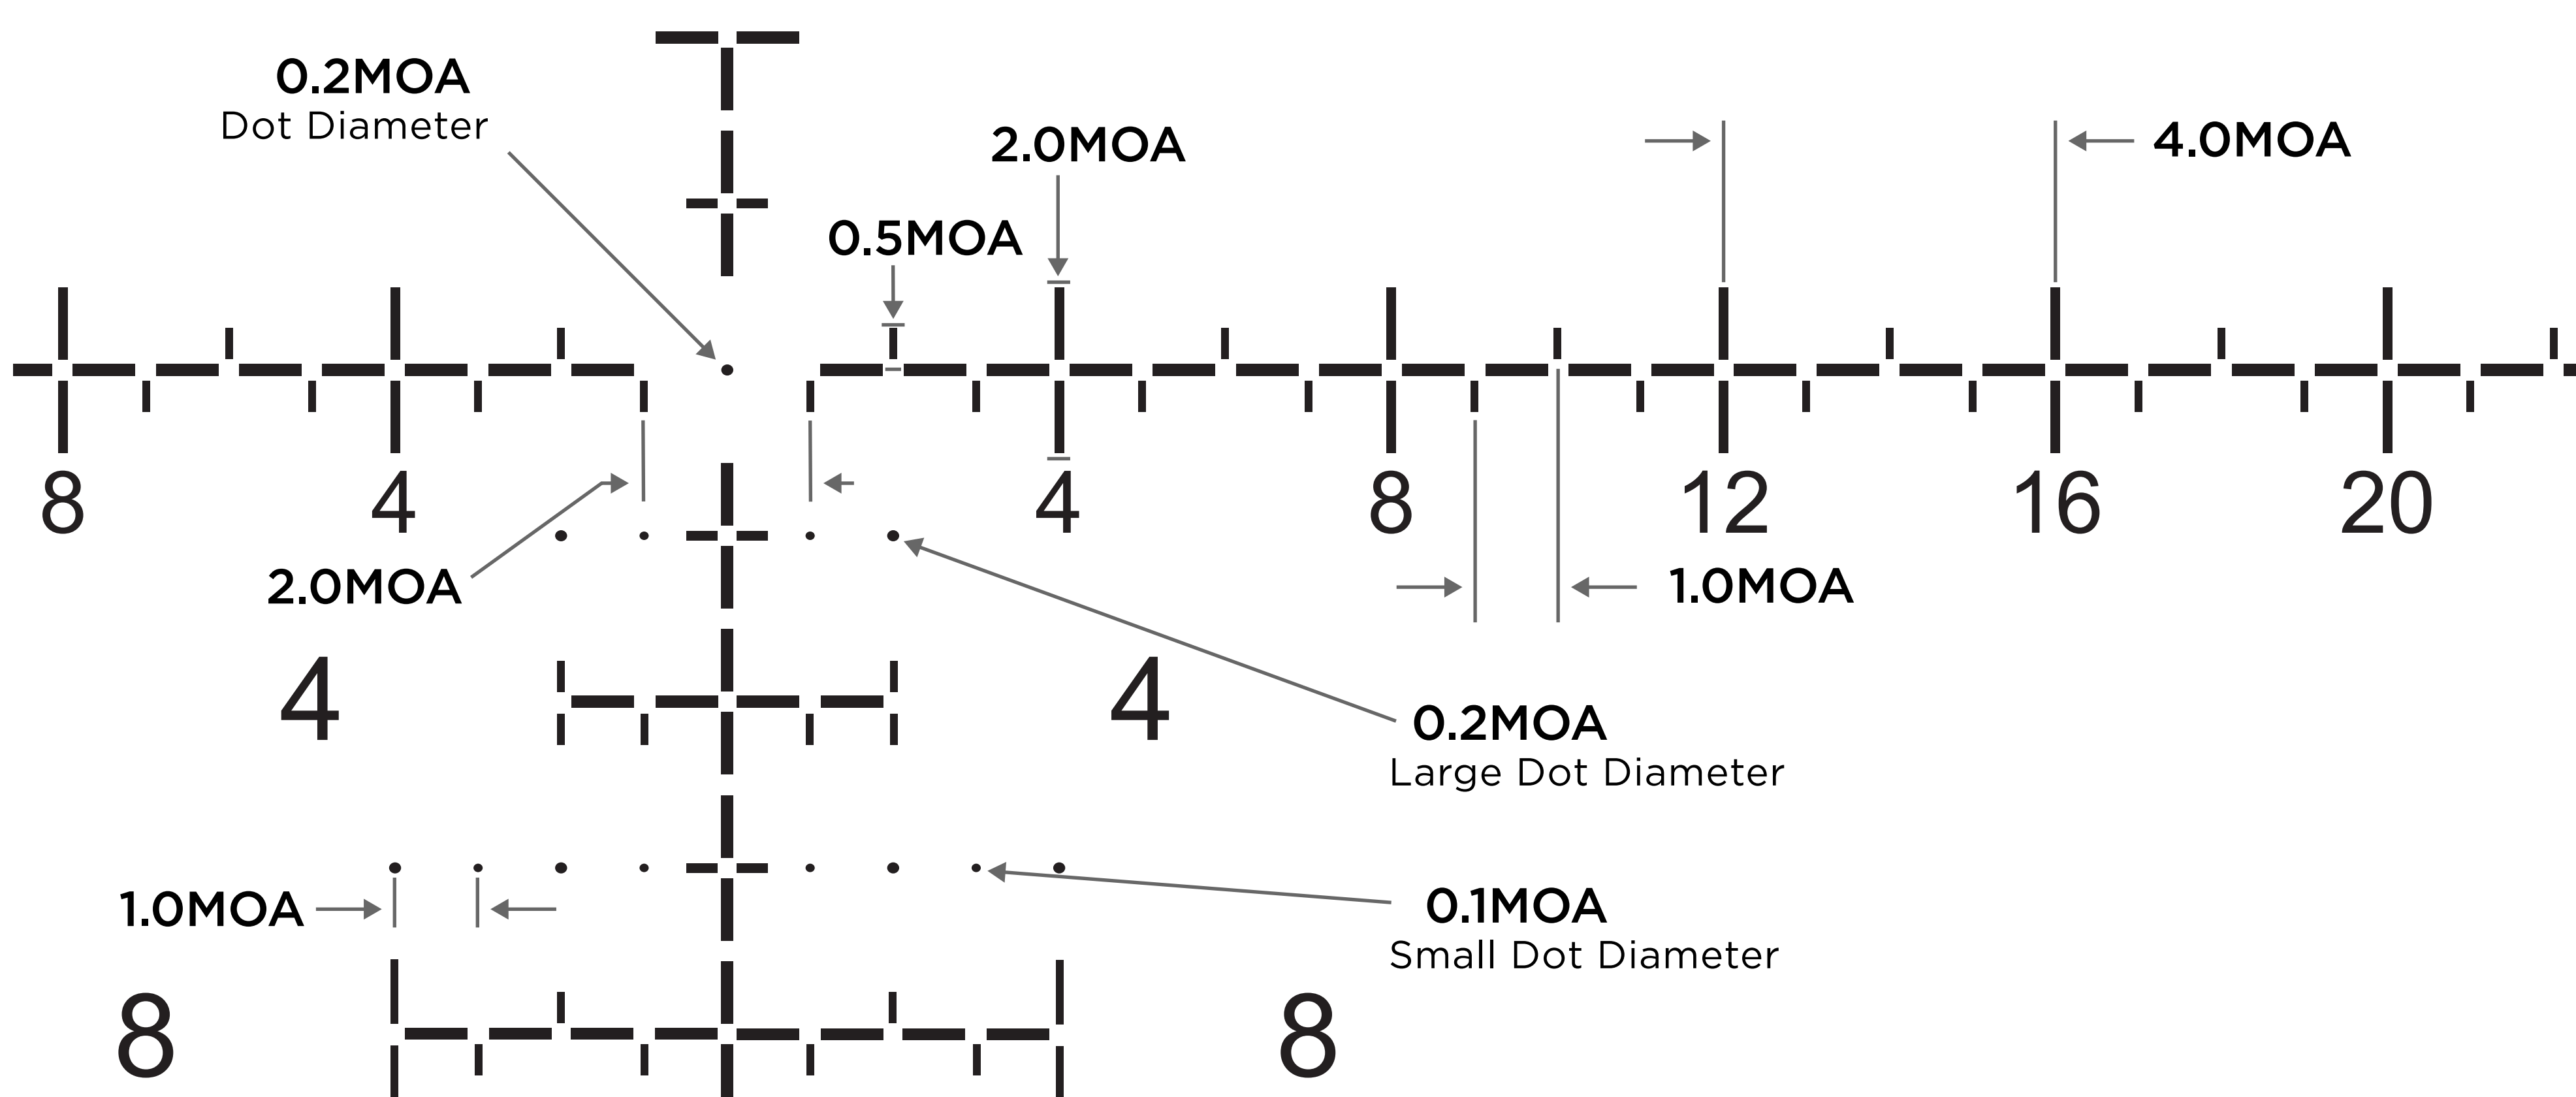 0.2MOA
Dot Diameter
2.0MOA
4.0MOA
0.5MOA
8 4 4 8 12 16 20
2.0MOA
1.0MOA
4 4
0.2MOA
Large Dot Diameter
1.0MOA
0.1MOA
Small Dot Diameter
8 8